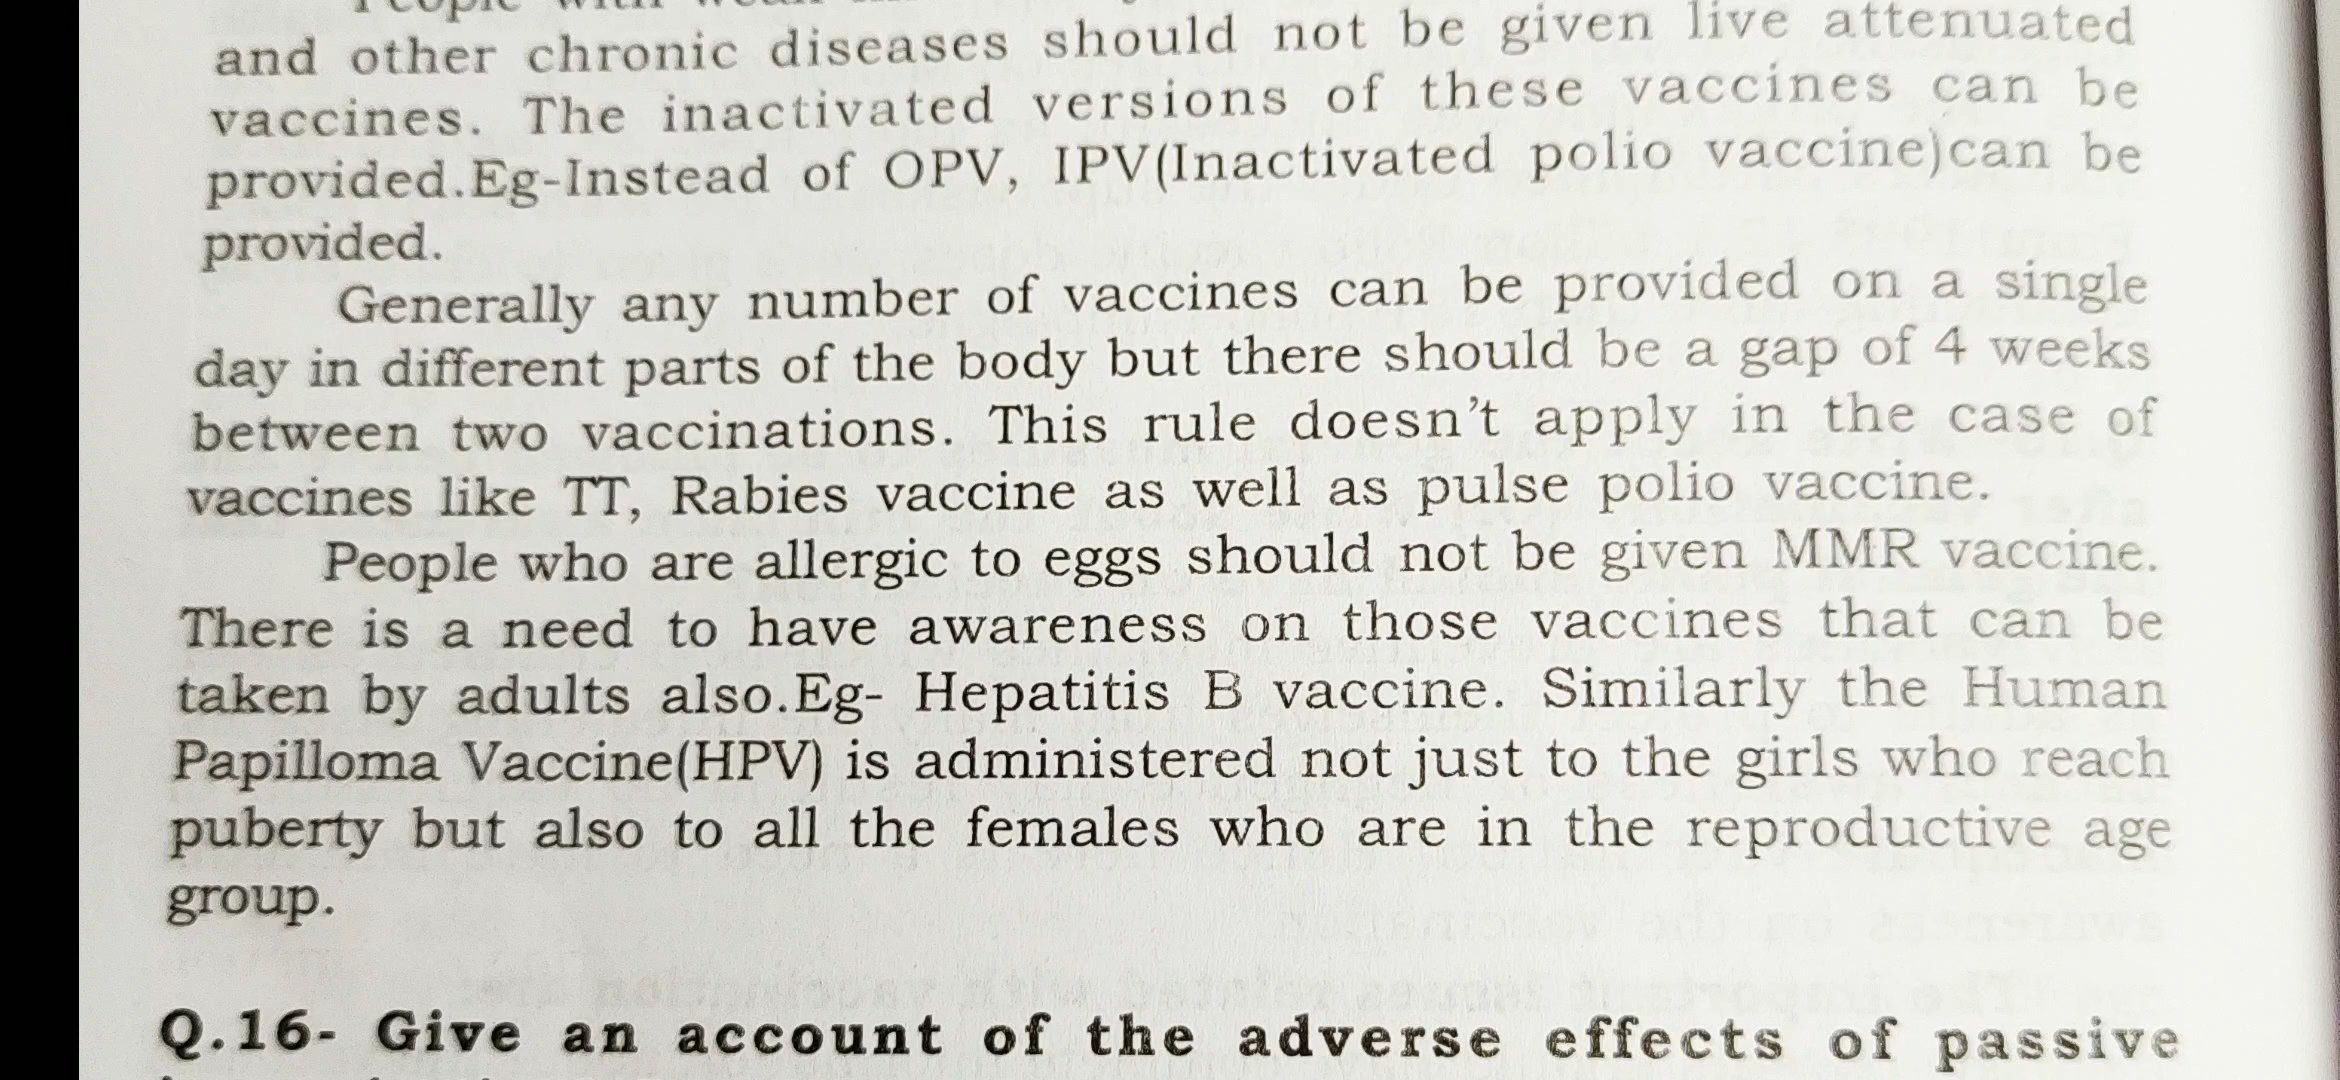 and other chronic diseases should not be given live attenuated
vaccines. The inactivated versions of these vaccines can be
provided.Eg-Instead of OPV, IPV(Inactivated polio vaccine)can be
provided.
Generally any number of vaccines can be provided on a single
day in different parts of the body but there should be a gap of 4 weeks
between two vaccinations. This rule doesn't apply in the case of
vaccines like TT, Rabies vaccine as well as pulse polio vaccine.
People who are allergic to eggs should not be given MMR vaccine.
There is a need to have awareness on those vaccines that can be
taken by adults also.Eg- Hepatitis B vaccine. Similarly the Human
Papilloma Vaccine(HPV) is administered not just to the girls who reach
puberty but also to all the females who are in the reproductive age
group.
Q.16- Give an account of the adverse effects of passive